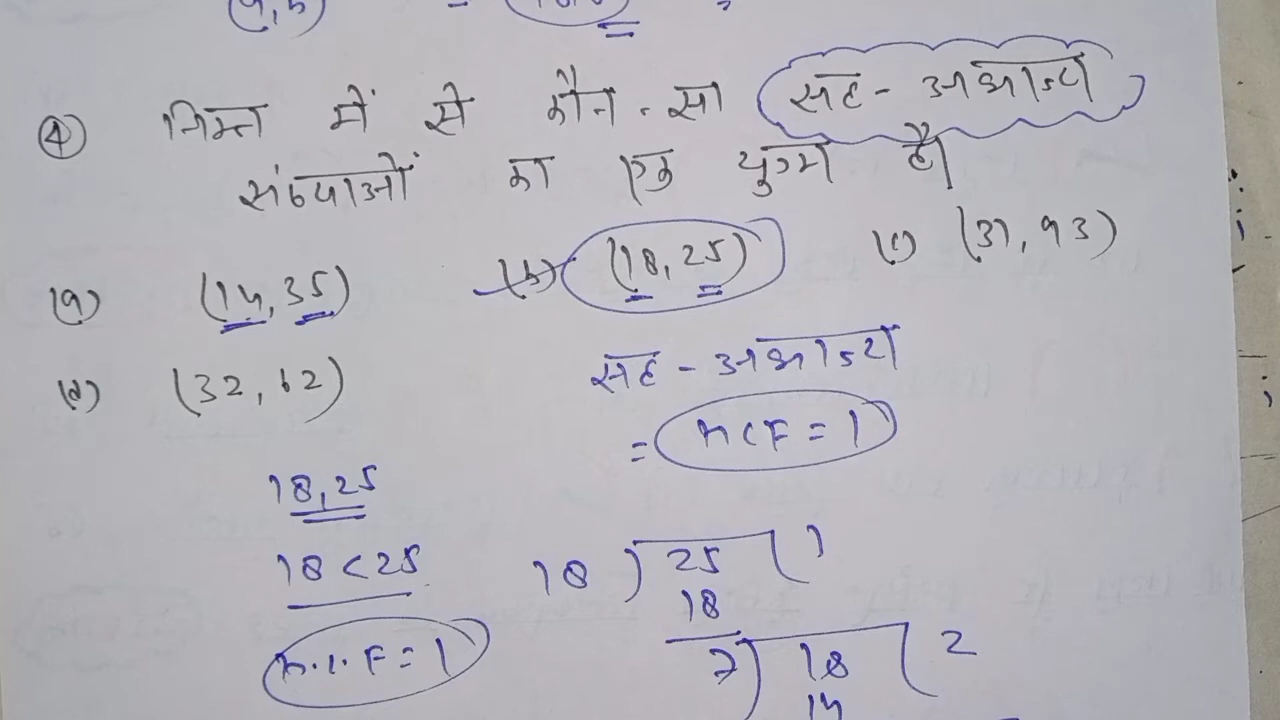 (a, b) =
④ निम्न में से कौन-सा सह-अभाज्य
संख्याओं का एक युग्म है।
(a) (14, 35) (b) (18, 25) (c) (31, 93)
(d) (32, 62)
सह-अभाज्य
= HCF = 1
18, 25
18 < 25
H.C.F = 1
18 ) 25 ( 1
18
7 ) 18 ( 2
14